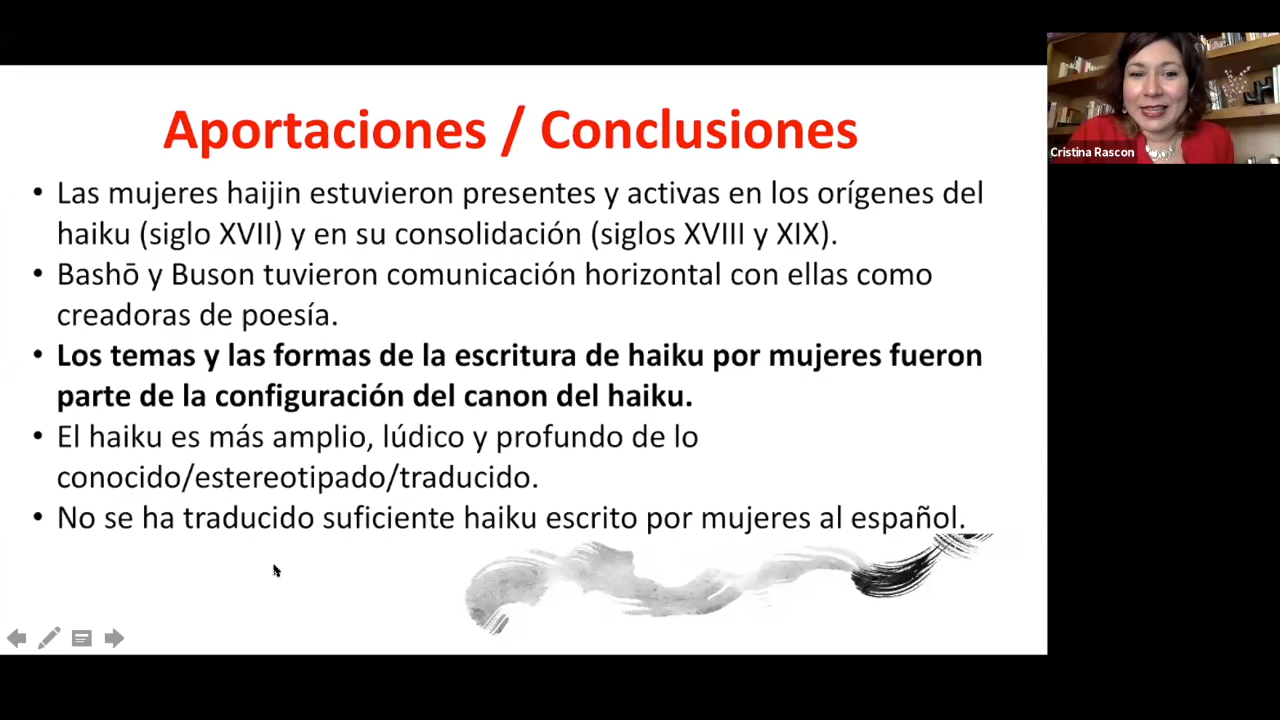 Aportaciones / Conclusiones
Cristina Rascon
• Las mujeres haijin estuvieron presentes y activas en los orígenes del
haiku (siglo XVII) y en su consolidación (siglos XVIII y XIX).
• Bashō y Buson tuvieron comunicación horizontal con ellas como
creadoras de poesía.
• Los temas y las formas de la escritura de haiku por mujeres fueron
parte de la configuración del canon del haiku.
• El haiku es más amplio, lúdico y profundo de lo
conocido/estereotipado/traducido.
• No se ha traducido suficiente haiku escrito por mujeres al español.